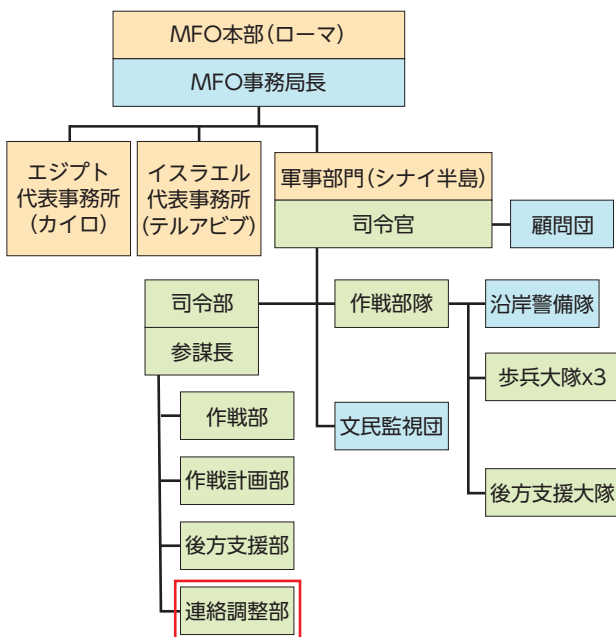 MFO本部(ローマ)
MFO事務局長
エジプト
代表事務所
(カイロ)
イスラエル
代表事務所
(テルアビブ)
軍事部門(シナイ半島)
司令官
顧問団
司令部
参謀長
作戦部隊
沿岸警備隊
歩兵大隊x3
作戦部
文民監視団
作戦計画部
後方支援大隊
後方支援部
連絡調整部